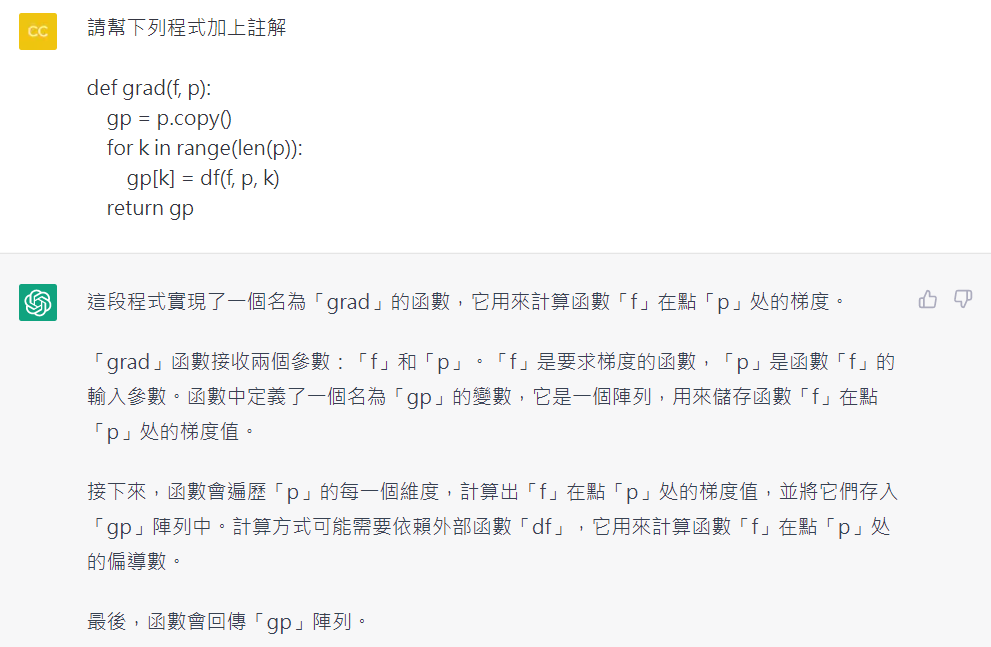 CC
請幫下列程式加上註解
def grad(f, p):
gp = p.copy()
for k in range(len(p)):
gp[k] = df(f, p, k)
return gp
這段程式實現了一個名為「grad」的函數，它用來計算函數「f」在點「p」处的梯度。
「grad」函數接收兩個參數：「f」和「p」。「f」是要求梯度的函數，「p」是函數「f」的
輸入參數。函數中定義了一個名為「gp」的變數，它是一個陣列，用來儲存函數「f」在點
「p」处的梯度值。
接下來，函數會遍歷「p」的每一個維度，計算出「f」在點「p」处的梯度值，並將它們存入
「gp」陣列中。計算方式可能需要依賴外部函數「df」，它用來計算函數「f」在點「p」处
的偏導數。
最後，函數會回傳「gp」陣列。